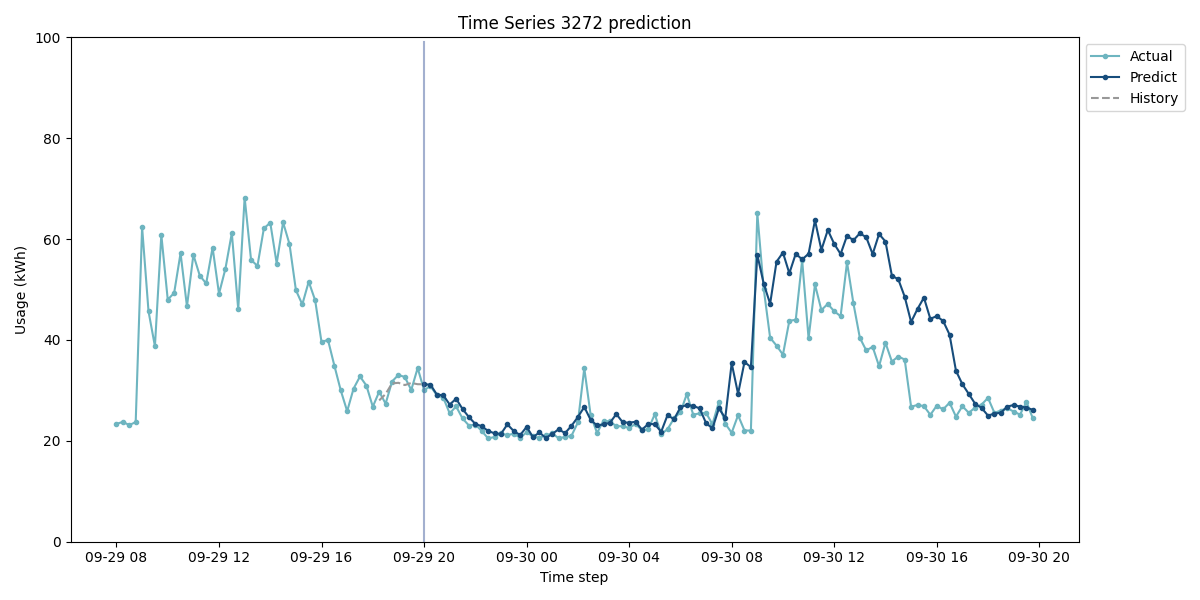 Time Series 3272 prediction
Actual
Predict
History
Usage (kWh)
100
80
60
40
20
0
09-29 08
09-29 12
09-29 16
09-29 20
09-30 00
09-30 04
09-30 08
09-30 12
09-30 16
09-30 20
Time step